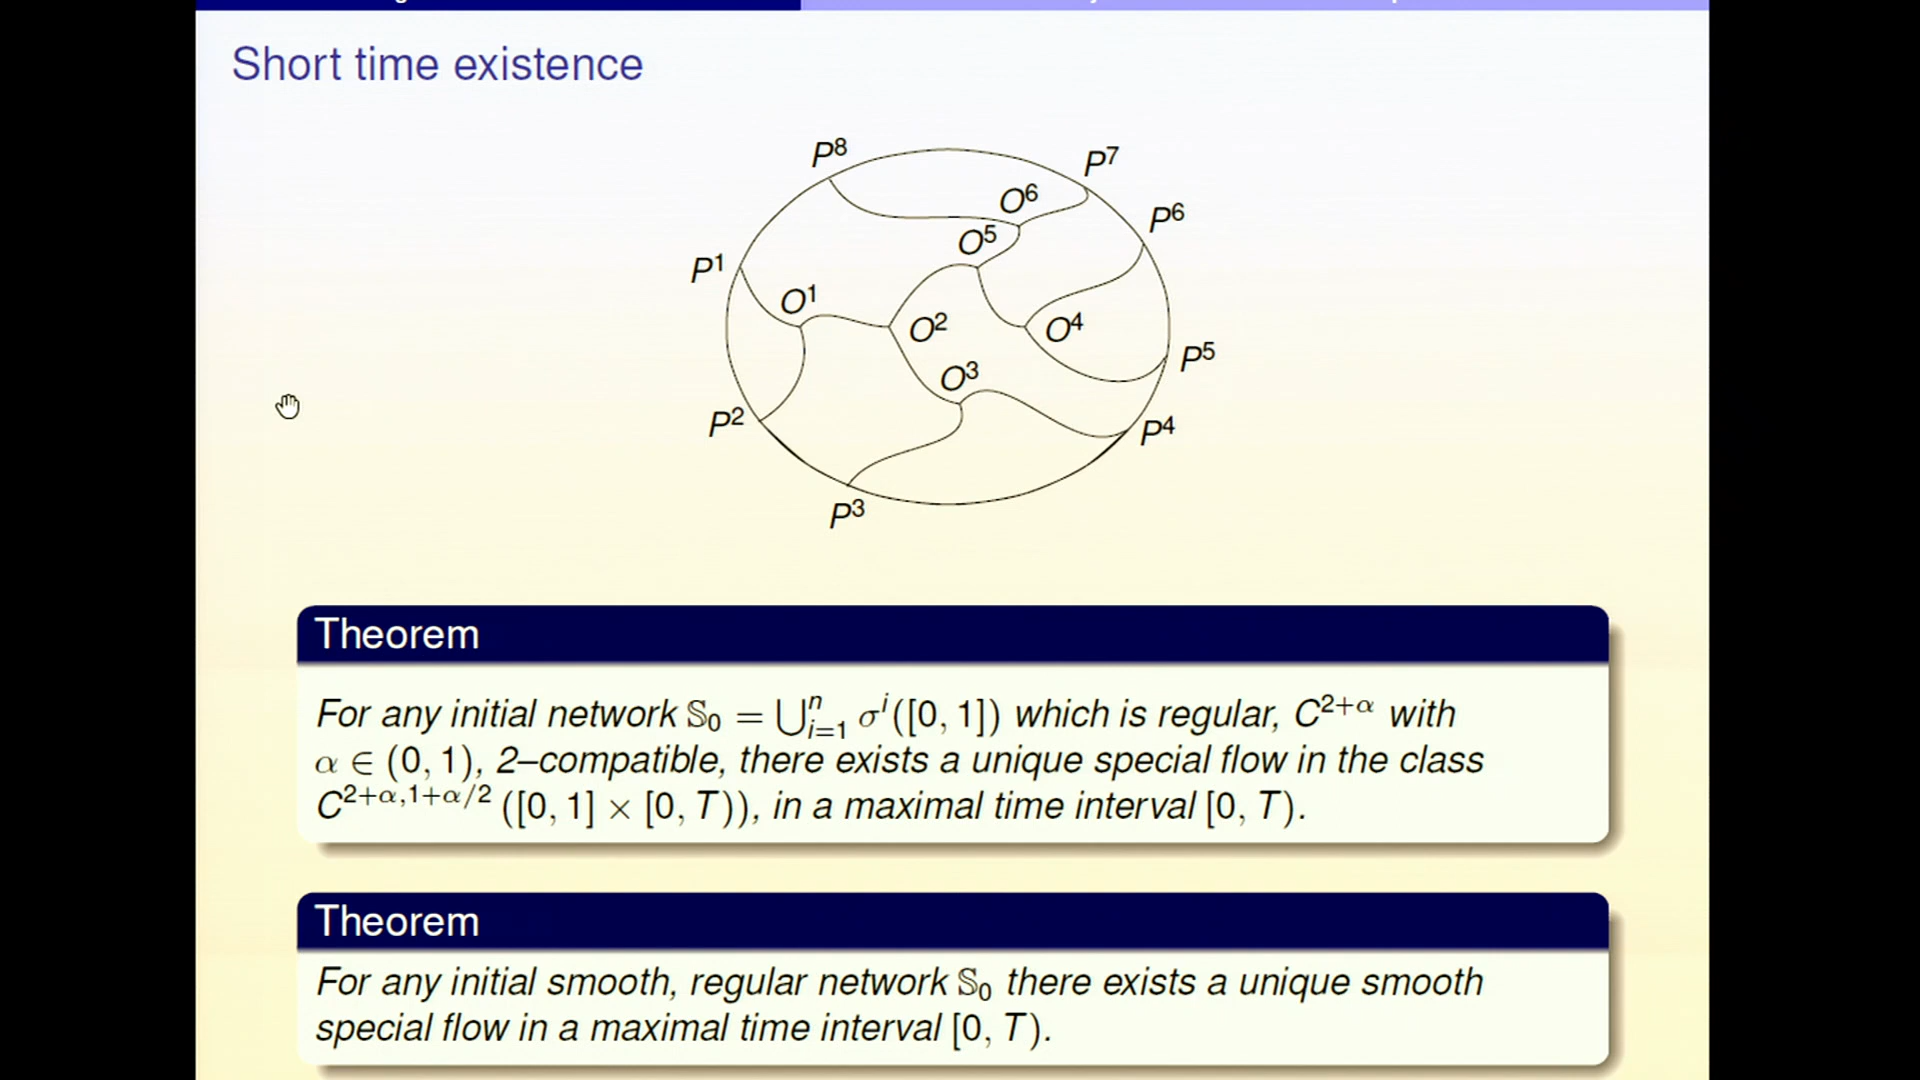 Short time existence
P⁸
P⁷
O⁶
P⁶
O⁵
P¹
O¹
O²
O⁴
P⁵
O³
P²
P⁴
P³
Theorem
For any initial network 𝕊₀ = ⋃ⁿᵢ₌₁ σⁱ([0, 1]) which is regular, C²⁺ᵅ with
α ∈ (0, 1), 2–compatible, there exists a unique special flow in the class
C^{2+α,1+α/2} ([0, 1] × [0, T)), in a maximal time interval [0, T).
Theorem
For any initial smooth, regular network 𝕊₀ there exists a unique smooth
special flow in a maximal time interval [0, T).